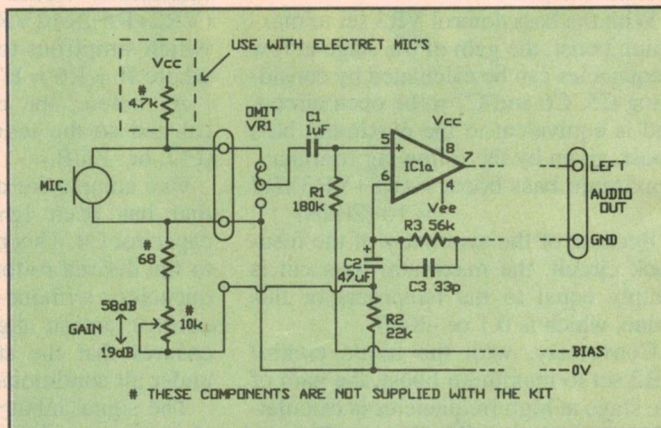 USE WITH ELECTRET MIC'S
Vcc
#
4.7k
OMIT
VR1
C1
1uF
Vcc
5
+
8
7
IC1a
6
-
LEFT
MIC.
R1
180k
AUDIO
OUT
Vee
R3 56k
GND
#
68
C2
47uF
C3 33p
58dB
GAIN
#
10k
19dB
R2
22k
BIAS
0V
# THESE COMPONENTS ARE NOT SUPPLIED WITH THE KIT